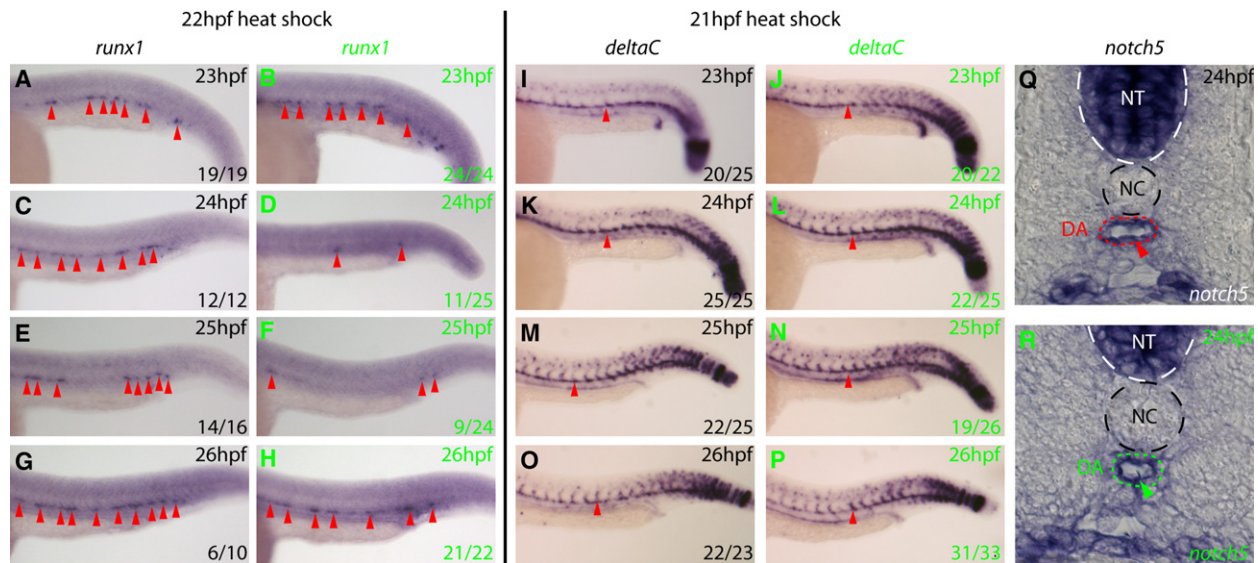 22hpf heat shock
21hpf heat shock
runx1
runx1
deltaC
deltaC
notch5
A
23hpf
19/19
B
23hpf
24/24
I
23hpf
20/25
J
23hpf
20/22
Q
24hpf
NT
NC
DA
notch5
C
24hpf
12/12
D
24hpf
11/25
K
24hpf
25/25
L
24hpf
22/25
E
25hpf
14/16
F
25hpf
9/24
M
25hpf
22/25
N
25hpf
19/26
R
24hpf
NT
NC
DA
notch5
G
26hpf
6/10
H
26hpf
21/22
O
26hpf
22/23
P
26hpf
31/33